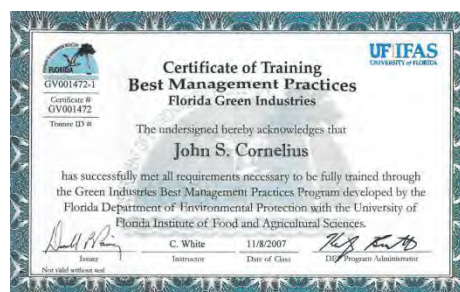 FLORIDA
UF IFAS
UNIVERSITY of FLORIDA
GV001472-1
Certificate #
GV001472
Trainee ID #
Certificate of Training
Best Management Practices
Florida Green Industries
The undersigned hereby acknowledges that
John S. Cornelius
has successfully met all requirements necessary to be fully trained through
the Green Industries Best Management Practices Program developed by the
Florida Department of Environmental Protection with the University of
Florida Institute of Food and Agricultural Sciences.
C. White
11/8/2007
Issuer
Instructor
Date of Class
DEP Program Administrator
Not valid without seal